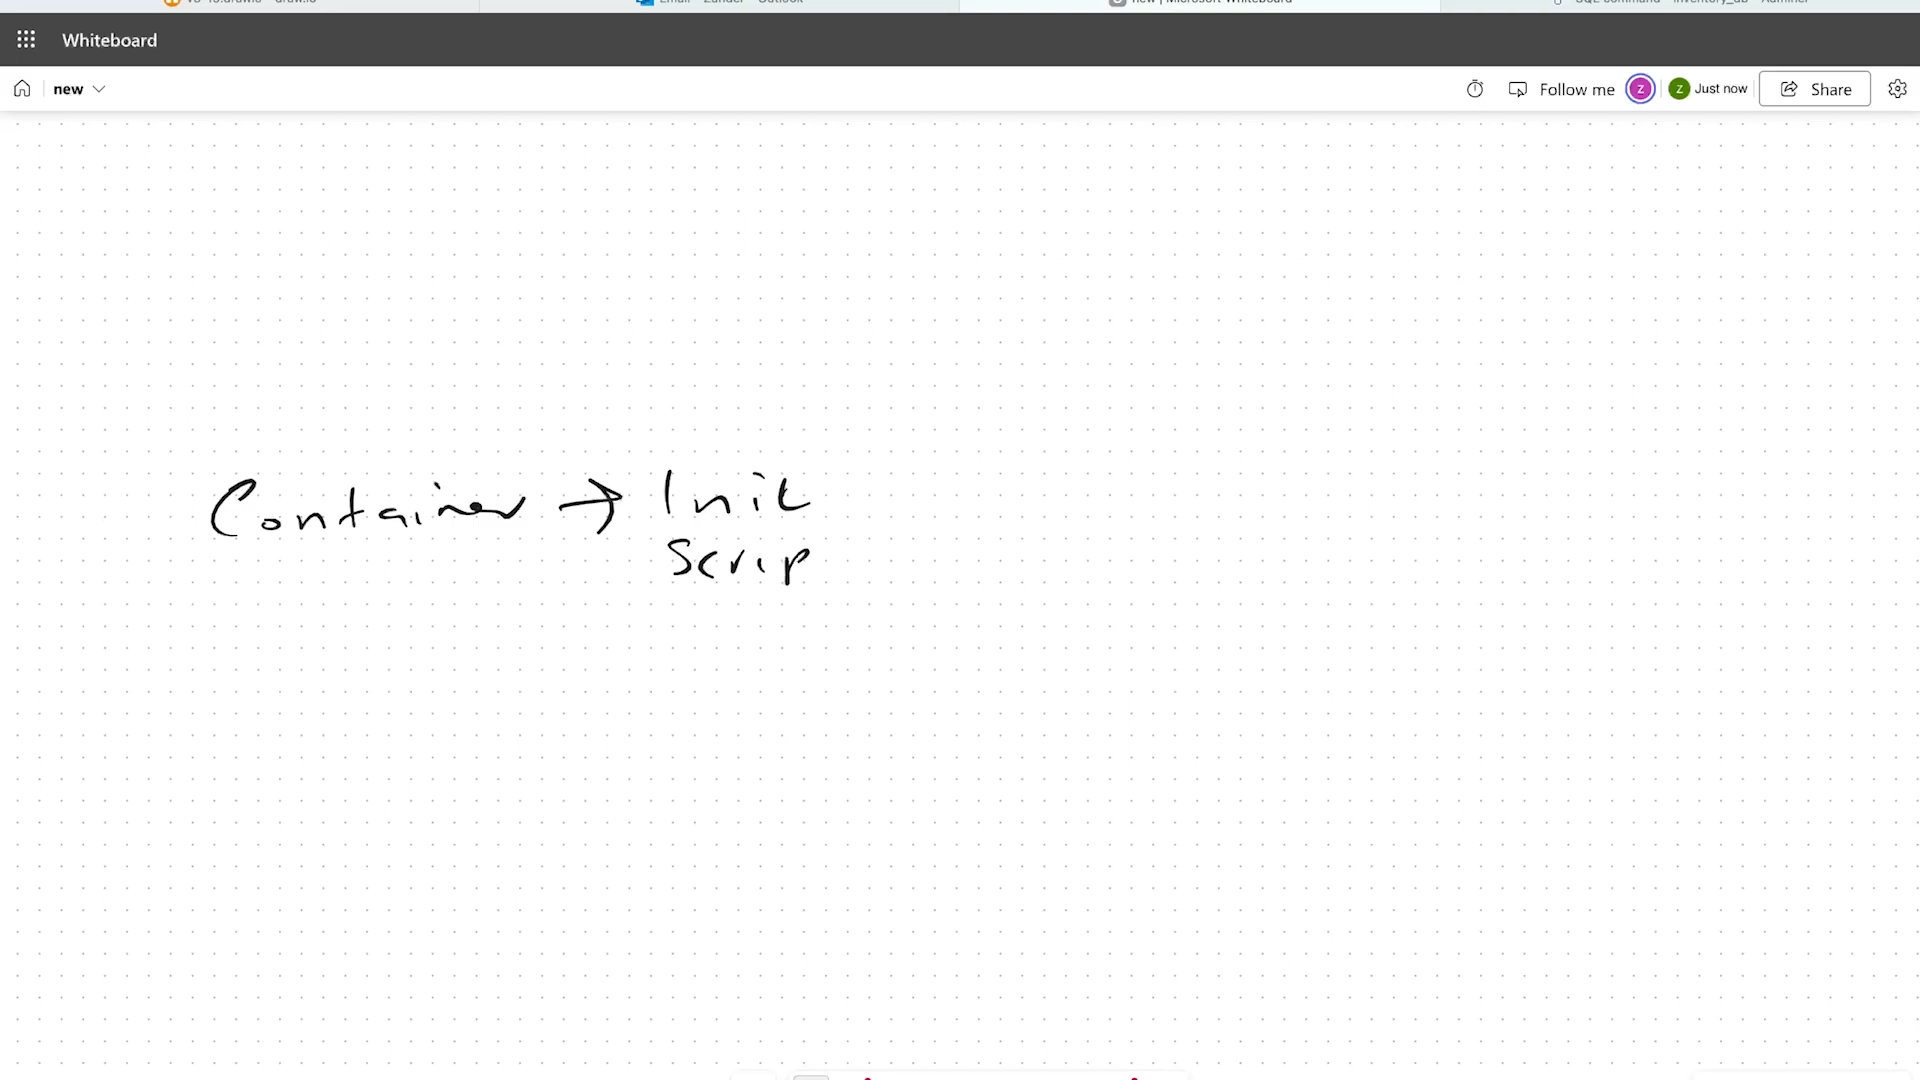 Whiteboard
new
Follow me
Z
Z
Just now
Share
Container → Init
Scrip